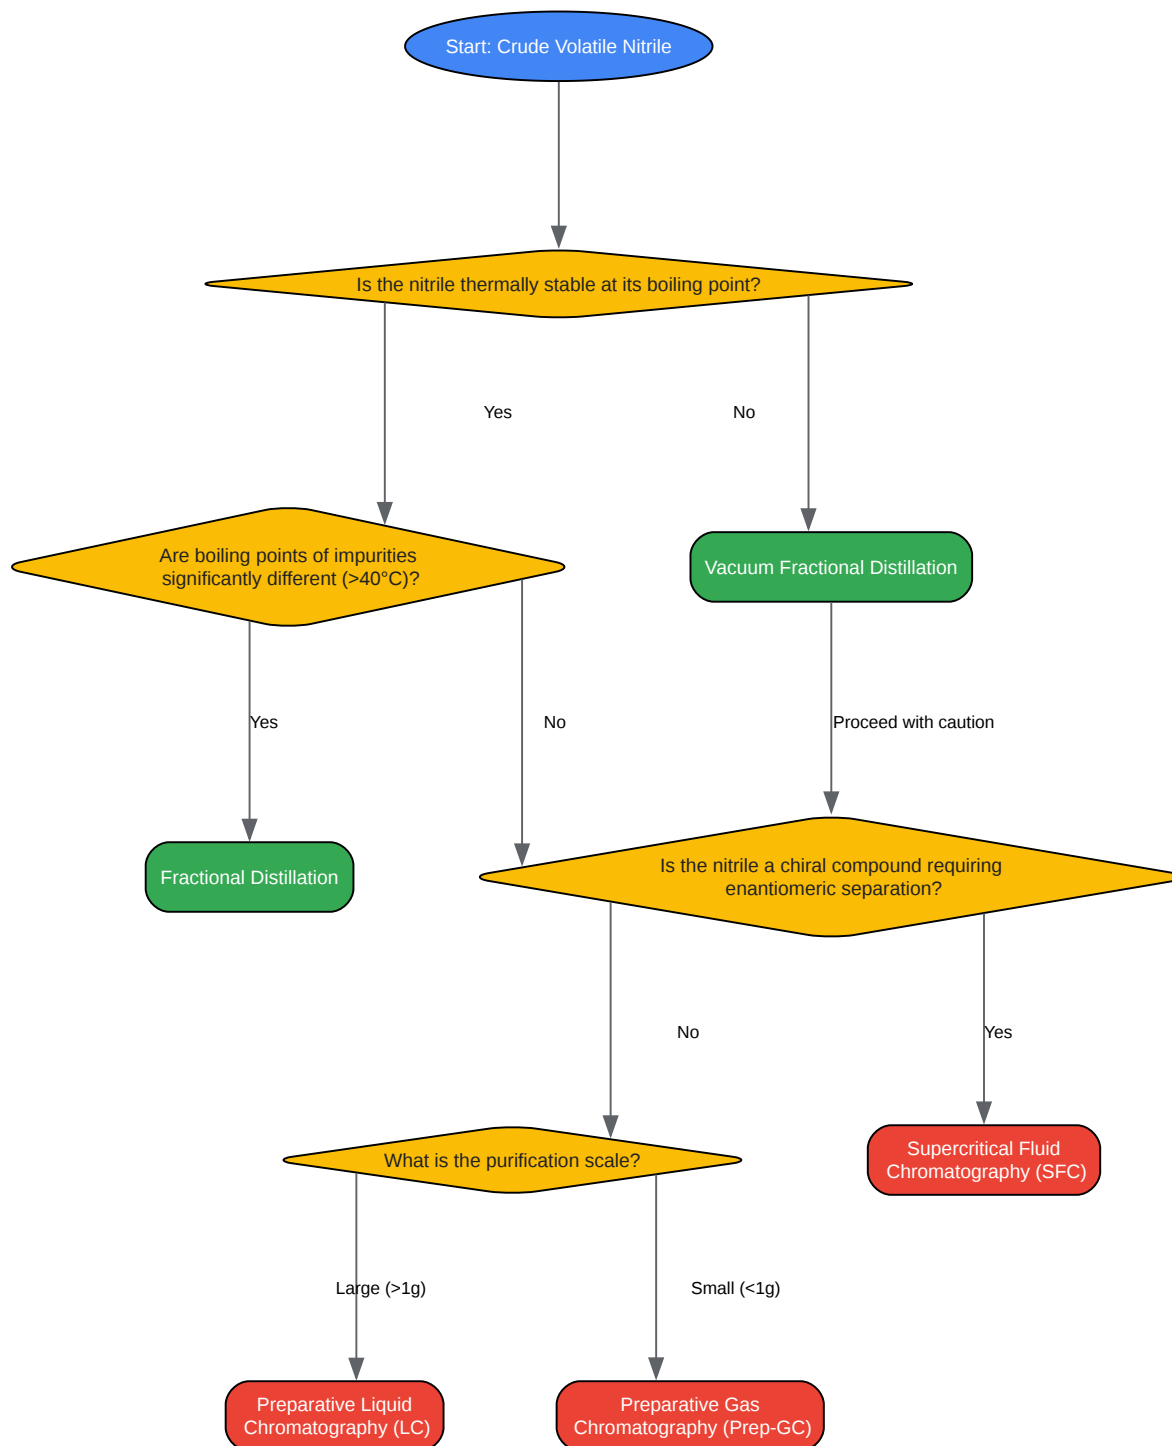 Start: Crude Volatile Nitrile
Is the nitrile thermally stable at its boiling point?
Yes
No
Are boiling points of impurities
significantly different (>40°C)?
Vacuum Fractional Distillation
Yes
No
Proceed with caution
Fractional Distillation
Is the nitrile a chiral compound requiring
enantiomeric separation?
No
Yes
What is the purification scale?
Supercritical Fluid
Chromatography (SFC)
Large (>1g)
Small (<1g)
Preparative Liquid
Chromatography (LC)
Preparative Gas
Chromatography (Prep-GC)